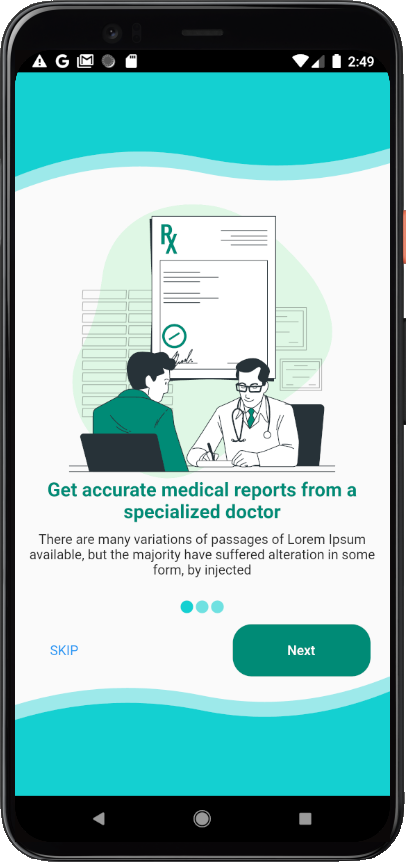 2:49
Rx
Get accurate medical reports from a
specialized doctor
There are many variations of passages of Lorem Ipsum
available, but the majority have suffered alteration in some
form, by injected
SKIP
Next